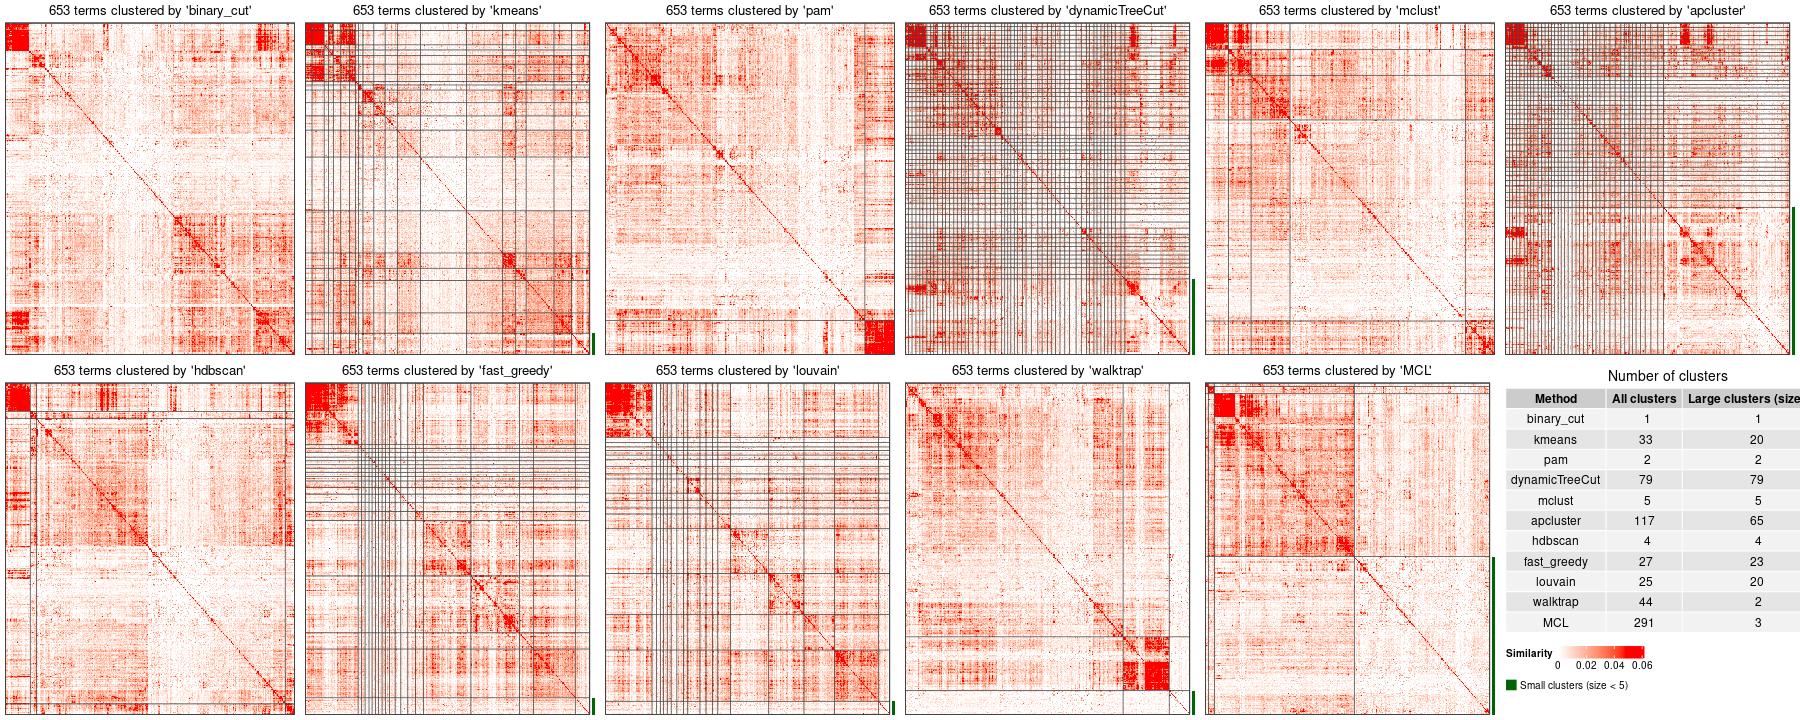 653 terms clustered by 'binary_cut'
653 terms clustered by 'kmeans'
653 terms clustered by 'pam'
653 terms clustered by 'dynamicTreeCut'
653 terms clustered by 'mclust'
653 terms clustered by 'apcluster'
653 terms clustered by 'hdbscan'
653 terms clustered by 'fast_greedy'
653 terms clustered by 'louvain'
653 terms clustered by 'walktrap'
653 terms clustered by 'MCL'
Number of clusters
Method All clusters Large clusters (size
binary_cut 1 1
kmeans 33 20
pam 2 2
dynamicTreeCut 79 79
mclust 5 5
apcluster 117 65
hdbscan 4 4
fast_greedy 27 23
louvain 25 20
walktrap 44 2
MCL 291 3
Similarity
0 0.02 0.04 0.06
Small clusters (size < 5)